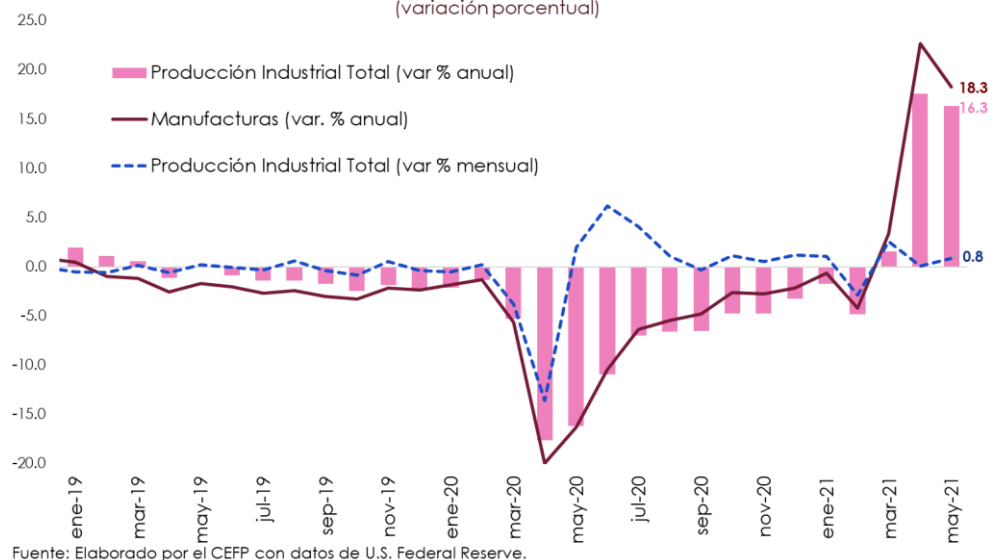 (variación porcentual)
25.0
20.0
15.0
10.0
5.0
0.0
-5.0
-10.0
-15.0
-20.0
Producción Industrial Total (var % anual)
Manufacturas (var. % anual)
Producción Industrial Total (var % mensual)
18.3
16.3
0.8
ene-19
mar-19
may-19
jul-19
sep-19
nov-19
ene-20
mar-20
may-20
jul-20
sep-20
nov-20
ene-21
mar-21
may-21
Fuente: Elaborado por el CEFP con datos de U.S. Federal Reserve.